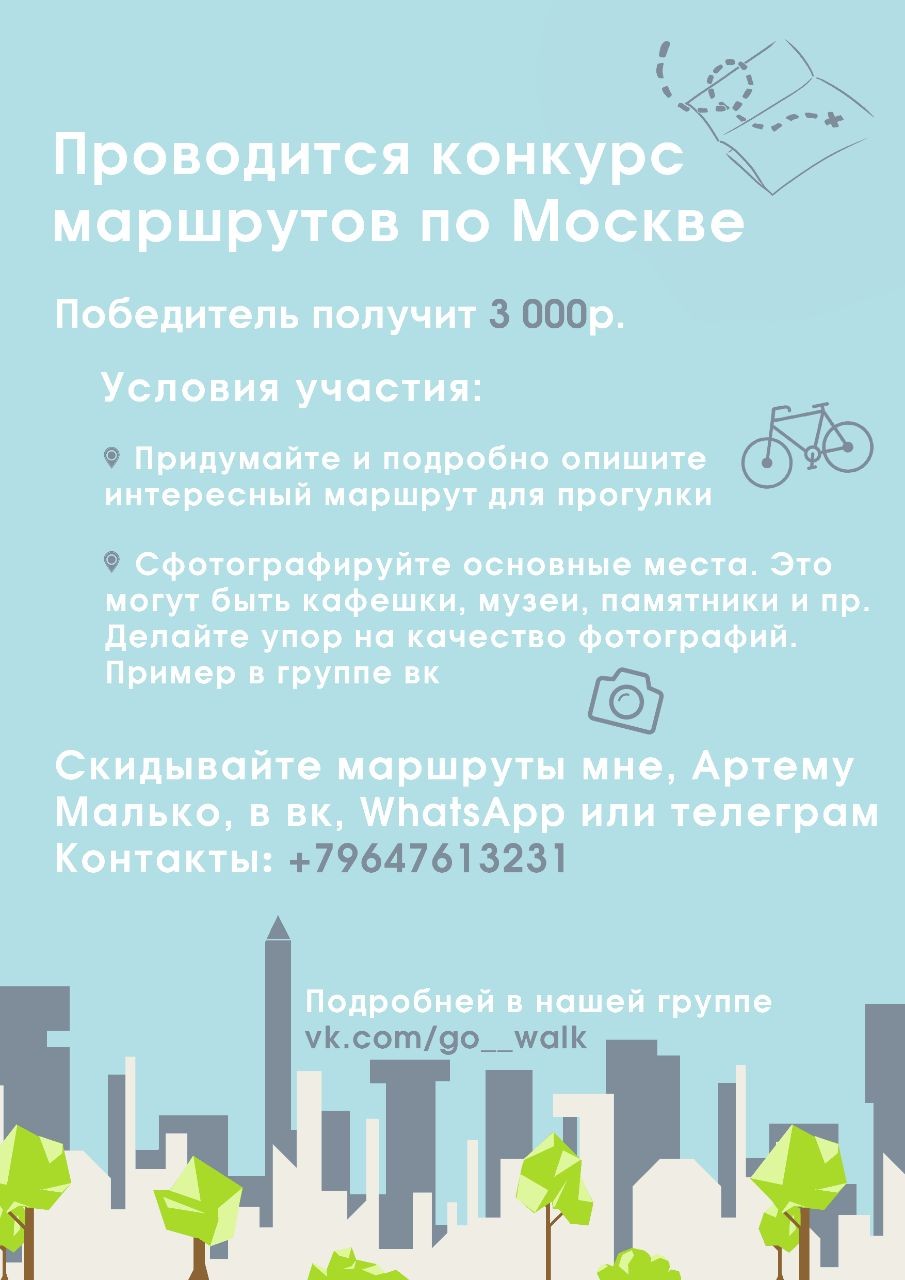 Проводится конкурс
маршрутов по Москве
Победитель получит 3 000р.
Условия участия:
Придумайте и подробно опишите
интересный маршрут для прогулки
Сфотографируйте основные места. Это
могут быть кафешки, музеи, памятники и пр.
Делайте упор на качество фотографий.
Пример в группе вк
Скидывайте маршруты мне, Артему
Малько, в вк, WhatsApp или телеграм
Контакты: +79647613231
Подробней в нашей группе
vk.com/go__walk